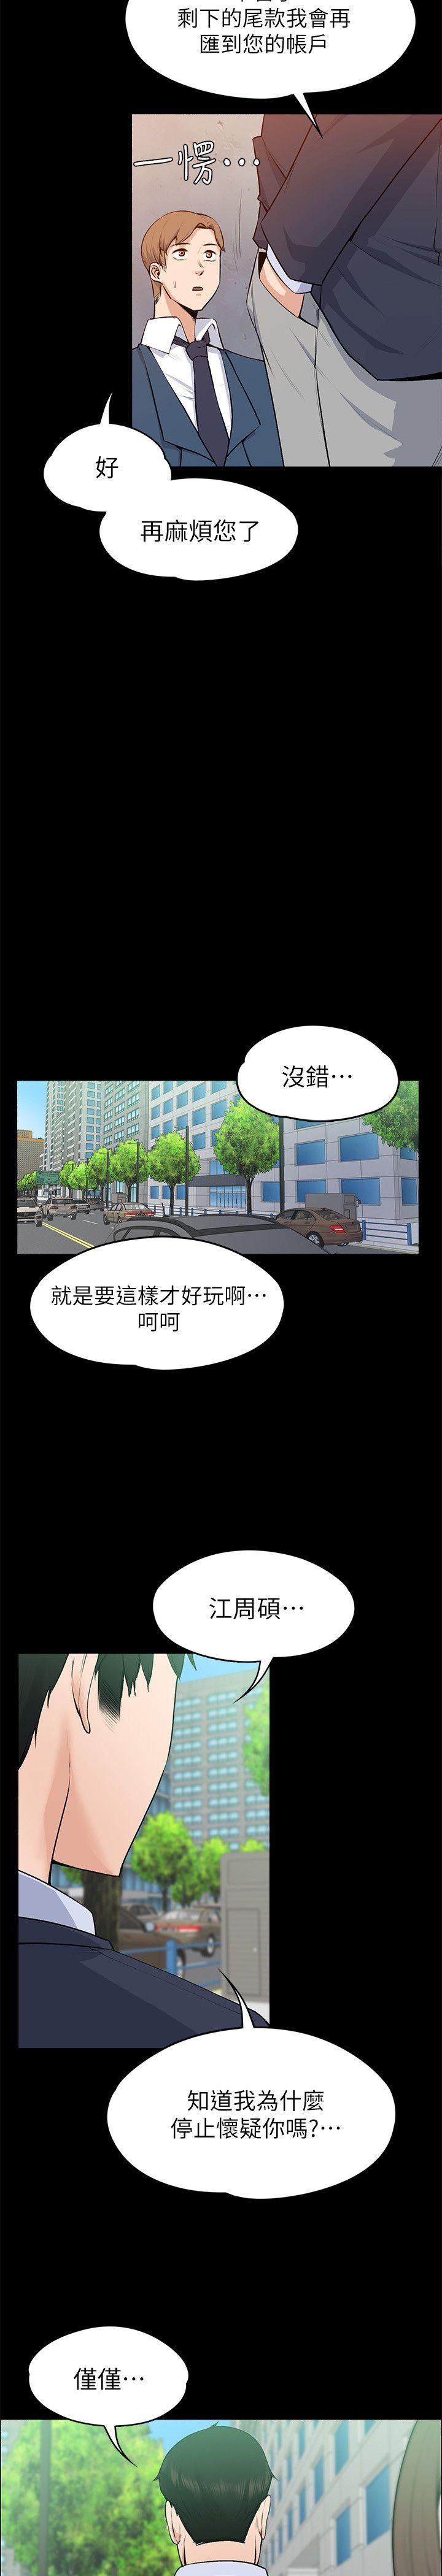 剩下的尾款我會再
匯到您的帳戶
一愣⋯
好
再麻煩您了
沒錯⋯
就是要這樣才好玩啊⋯
呵呵
江周碩⋯
知道我為什麼
停止懷疑你嗎?⋯
僅僅⋯